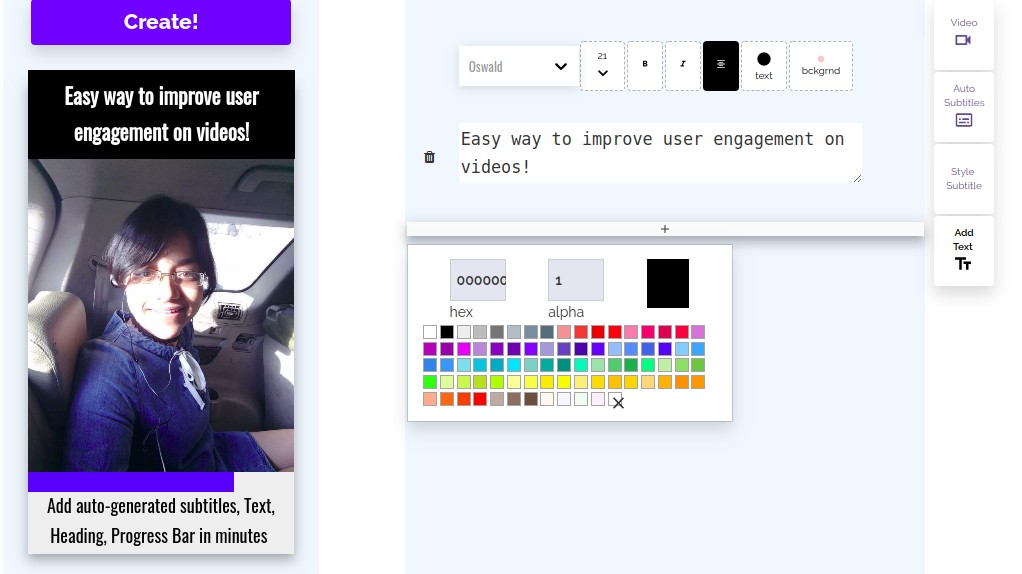 Create!
Easy way to improve user
engagement on videos!
Add auto-generated subtitles, Text,
Heading, Progress Bar in minutes
Oswald
21
B
I
text
bckgrnd
Easy way to improve user engagement on
videos!
+
000000
1
hex
alpha
Video
Auto
Subtitles
Style
Subtitle
Add
Text